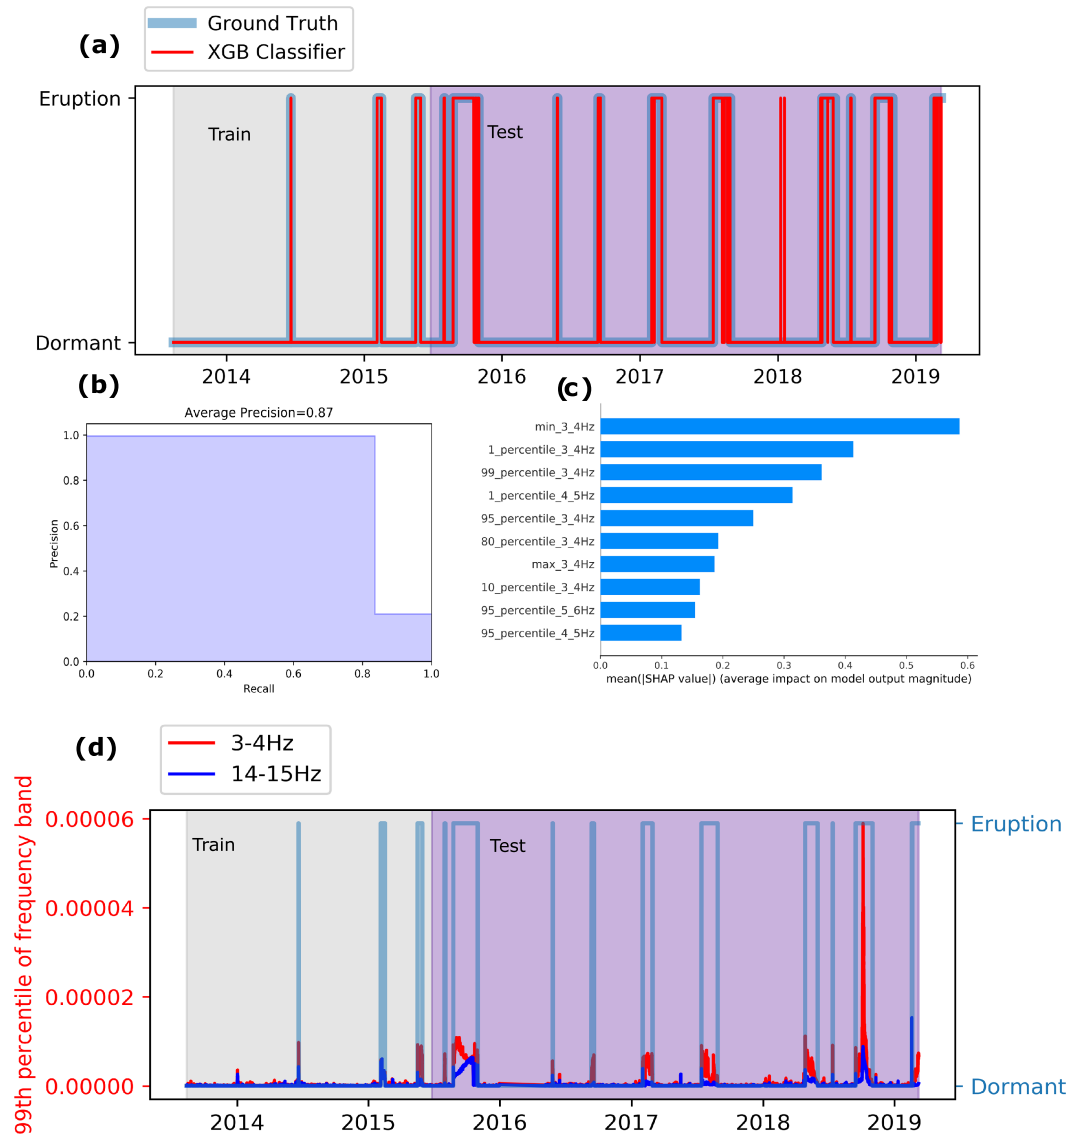 (a)
Ground Truth
XGB Classifier
Eruption
Dormant
Train
Test
2014 2015 2016 2017 2018 2019
(b)
Average Precision=0.87
Precision
1.0
0.8
0.6
0.4
0.2
0.0
0.0 0.2 0.4 0.6 0.8 1.0
Recall
(c)
min_3_4Hz
1_percentile_3_4Hz
99_percentile_3_4Hz
1_percentile_4_5Hz
95_percentile_3_4Hz
80_percentile_3_4Hz
max_3_4Hz
10_percentile_3_4Hz
95_percentile_5_6Hz
95_percentile_4_5Hz
0.0 0.1 0.2 0.3 0.4 0.5 0.6
mean(|SHAP value|) (average impact on model output magnitude)
(d)
3-4Hz
14-15Hz
99th percentile of frequency band
0.00006
0.00004
0.00002
0.00000
Train
Test
Eruption
Dormant
2014 2015 2016 2017 2018 2019